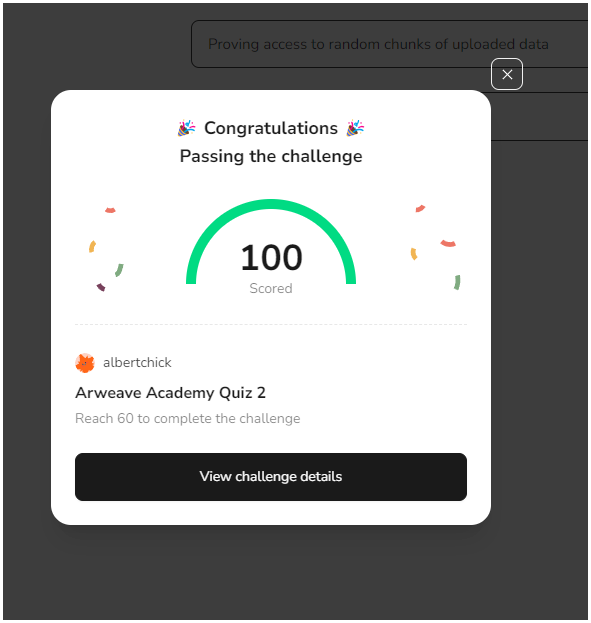 Proving access to random chunks of uploaded data
🎉 Congratulations 🎉
Passing the challenge
100
Scored
albertchick
Arweave Academy Quiz 2
Reach 60 to complete the challenge
View challenge details